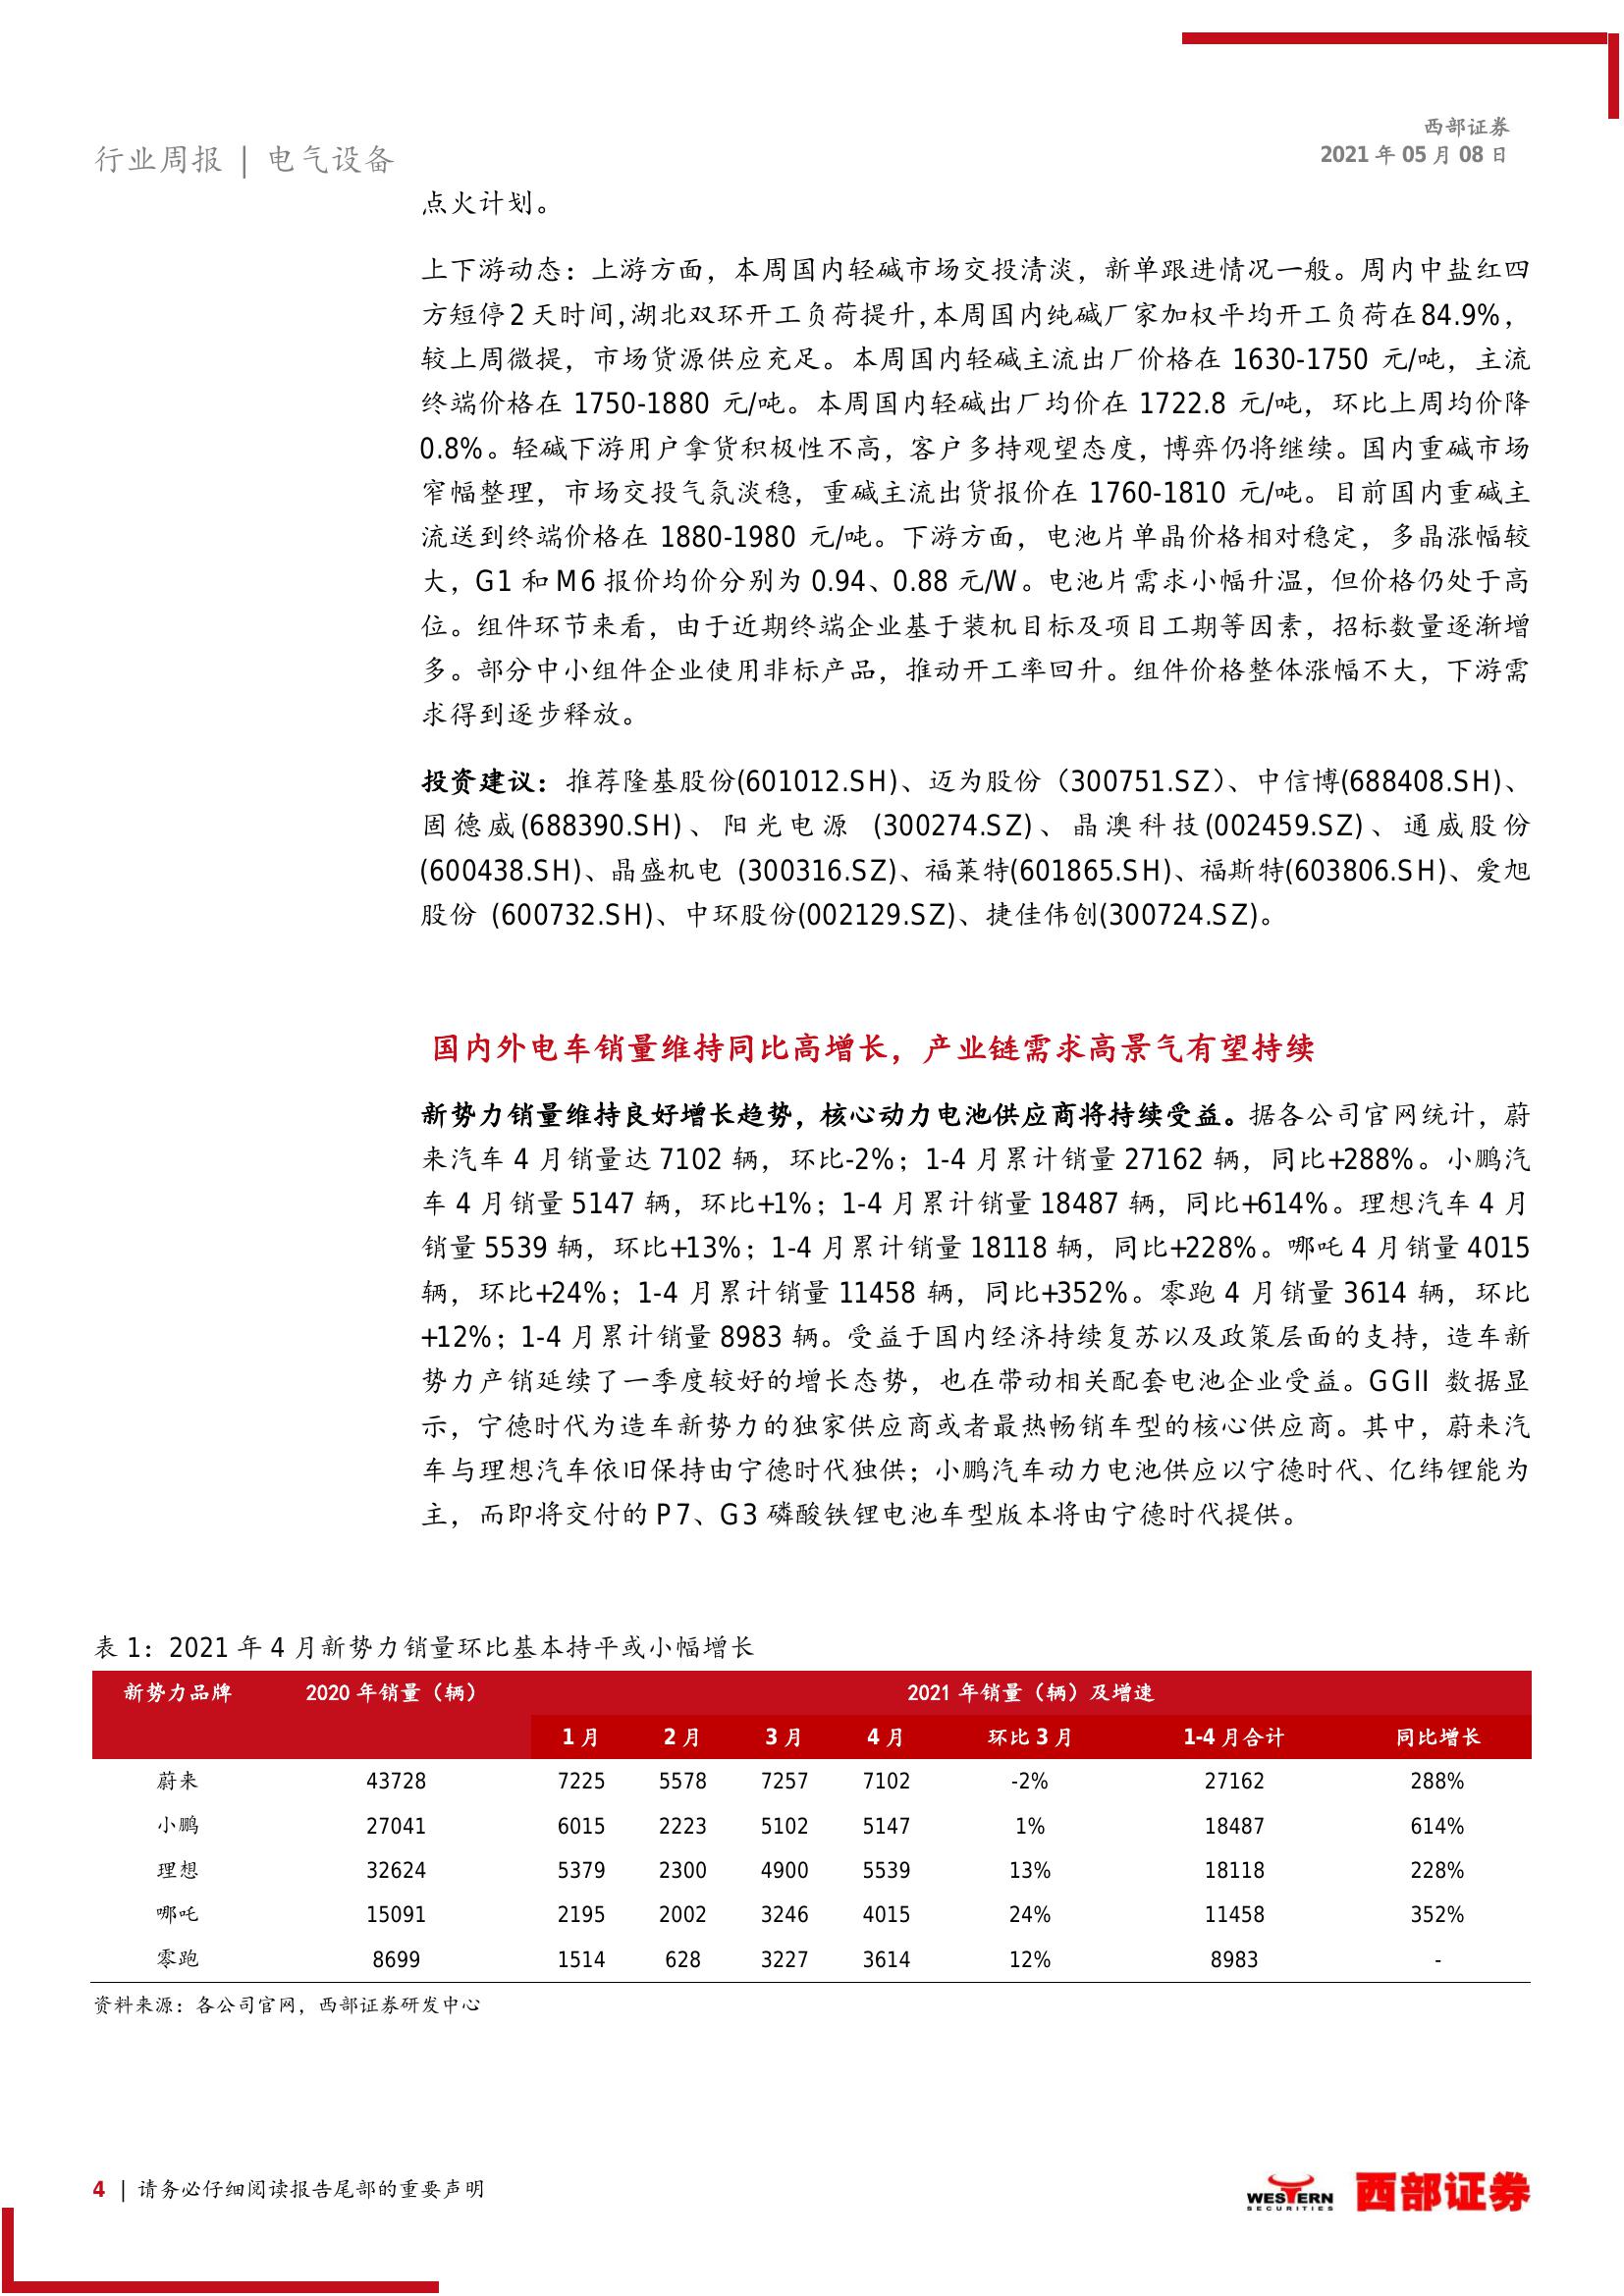 西部证券
2021 年 05 月 08 日
行业周报 | 电气设备
点火计划。
上下游动态：上游方面，本周国内轻碱市场交投清淡，新单跟进情况一般。周内中盐红四
方短停 2 天时间，湖北双环开工负荷提升，本周国内纯碱厂家加权平均开工负荷在 84.9%，
较上周微提，市场货源供应充足。本周国内轻碱主流出厂价格在 1630-1750 元/吨，主流
终端价格在 1750-1880 元/吨。本周国内轻碱出厂均价在 1722.8 元/吨，环比上周均价降
0.8%。轻碱下游用户拿货积极性不高，客户多持观望态度，博弈仍将继续。国内重碱市场
窄幅整理，市场交投气氛淡稳，重碱主流出货报价在 1760-1810 元/吨。目前国内重碱主
流送到终端价格在 1880-1980 元/吨。下游方面，电池片单晶价格相对稳定，多晶涨幅较
大，G1 和 M6 报价均价分别为 0.94、0.88 元/W。电池片需求小幅升温，但价格仍处于高
位。组件环节来看，由于近期终端企业基于装机目标及项目工期等因素，招标数量逐渐增
多。部分中小组件企业使用非标产品，推动开工率回升。组件价格整体涨幅不大，下游需
求得到逐步释放。
投资建议：推荐隆基股份(601012.SH)、迈为股份（300751.SZ）、中信博(688408.SH)、
固德威(688390.SH)、阳光电源 (300274.SZ)、晶澳科技(002459.SZ)、通威股份
(600438.SH)、晶盛机电 (300316.SZ)、福莱特(601865.SH)、福斯特(603806.SH)、爱旭
股份 (600732.SH)、中环股份(002129.SZ)、捷佳伟创(300724.SZ)。
国内外电车销量维持同比高增长，产业链需求高景气有望持续
新势力销量维持良好增长趋势，核心动力电池供应商将持续受益。据各公司官网统计，蔚
来汽车 4 月销量达 7102 辆，环比-2%；1-4 月累计销量 27162 辆，同比+288%。小鹏汽
车 4 月销量 5147 辆，环比+1%；1-4 月累计销量 18487 辆，同比+614%。理想汽车 4 月
销量 5539 辆，环比+13%；1-4 月累计销量 18118 辆，同比+228%。哪吒 4 月销量 4015
辆，环比+24%；1-4 月累计销量 11458 辆，同比+352%。零跑 4 月销量 3614 辆，环比
+12%；1-4 月累计销量 8983 辆。受益于国内经济持续复苏以及政策层面的支持，造车新
势力产销延续了一季度较好的增长态势，也在带动相关配套电池企业受益。GGII 数据显
示，宁德时代为造车新势力的独家供应商或者最热畅销车型的核心供应商。其中，蔚来汽
车与理想汽车依旧保持由宁德时代独供；小鹏汽车动力电池供应以宁德时代、亿纬锂能为
主，而即将交付的 P7、G3 磷酸铁锂电池车型版本将由宁德时代提供。
表 1：2021 年 4 月新势力销量环比基本持平或小幅增长
新势力品牌 2020 年销量（辆） 2021 年销量（辆）及增速
1 月 2 月 3 月 4 月 环比 3 月 1-4 月合计 同比增长
蔚来 43728 7225 5578 7257 7102 -2% 27162 288%
小鹏 27041 6015 2223 5102 5147 1% 18487 614%
理想 32624 5379 2300 4900 5539 13% 18118 228%
哪吒 15091 2195 2002 3246 4015 24% 11458 352%
零跑 8699 1514 628 3227 3614 12% 8983 -
资料来源：各公司官网，西部证券研发中心
4 | 请务必仔细阅读报告尾部的重要声明
WESTERN
SECURITIES
西部证券